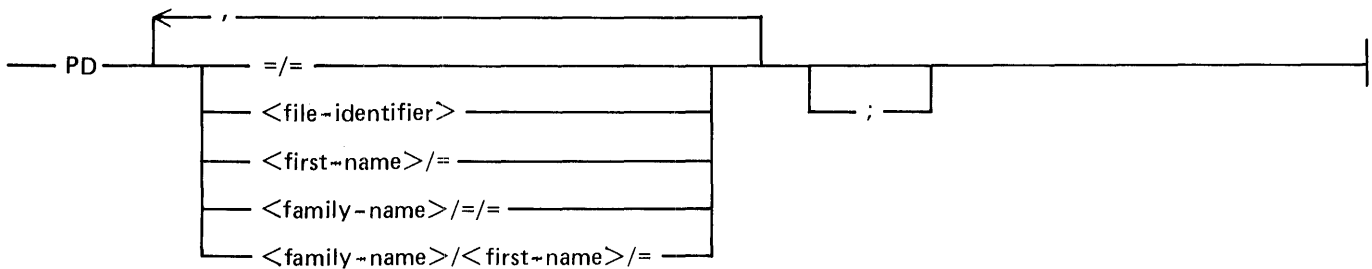 ,
PD =/=
<file-identifier>
;
<first-name>/=
<family-name>/=/=
<family-name>/<first-name>/=